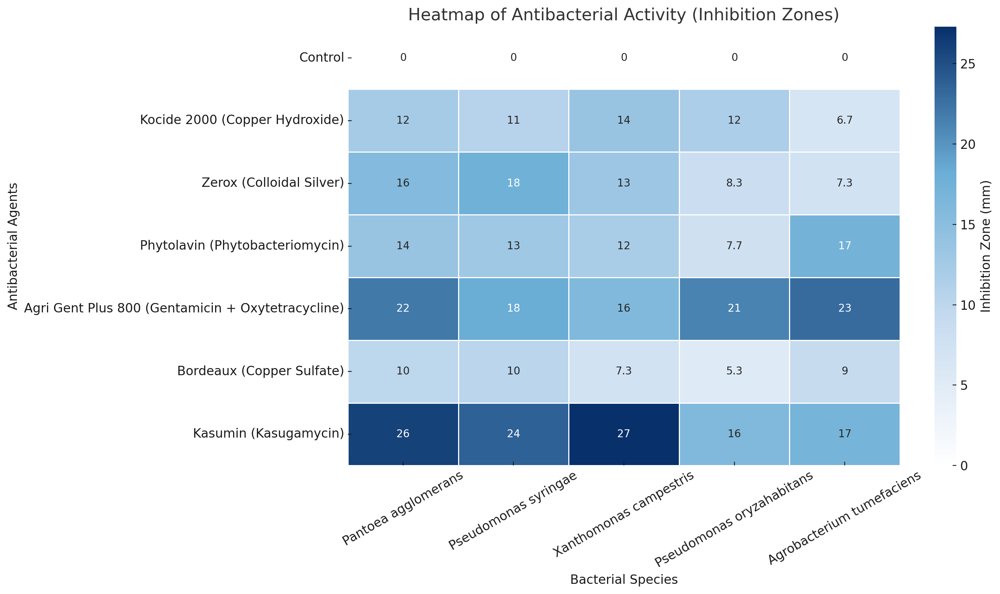 Heatmap of Antibacterial Activity (Inhibition Zones)
Antibacterial Agents
Control 0 0 0 0 0
Kocide 2000 (Copper Hydroxide) 12 11 14 12 6.7
Zerox (Colloidal Silver) 16 18 13 8.3 7.3
Phytolavin (Phytobacteriomycin) 14 13 12 7.7 17
Agri Gent Plus 800 (Gentamicin + Oxytetracycline) 22 18 16 21 23
Bordeaux (Copper Sulfate) 10 10 7.3 5.3 9
Kasumin (Kasugamycin) 26 24 27 16 17
Pantoea agglomerans
Pseudomonas syringae
Xanthomonas campestris
Pseudomonas oryzahabitans
Agrobacterium tumefaciens
Bacterial Species
25
20
15
10
5
0
Inhibition Zone (mm)